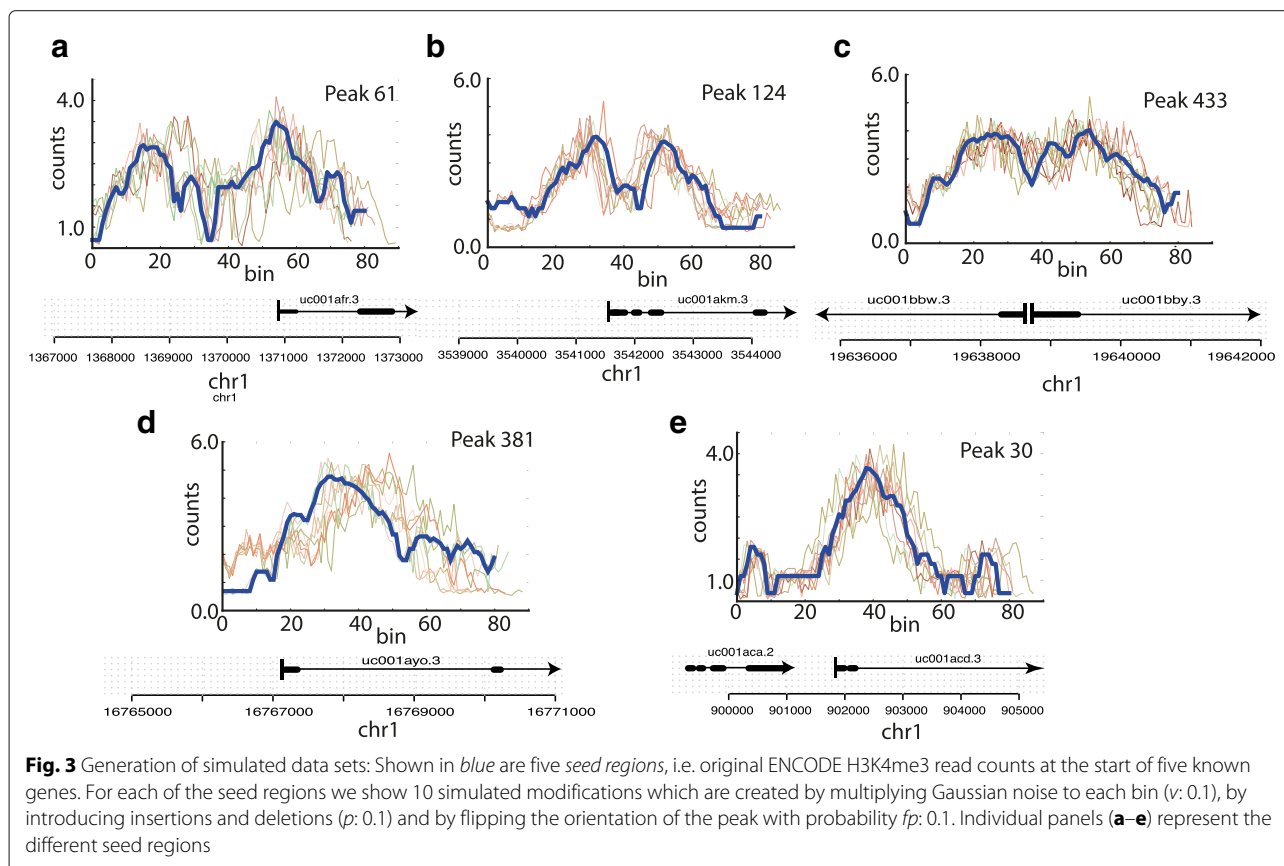 a
Peak 61
4.0
counts
1.0
0 20 40 60 80
bin
uc001afr.3
1367000 1368000 1369000 1370000 1371000 1372000 1373000
chr1
chr1
b
6.0
Peak 124
counts
0.0
0 20 40 60 80
bin
uc001akm.3
3539000 3540000 3541000 3542000 3543000 3544000
chr1
c
6.0
Peak 433
counts
0.0
0 20 40 60 80
bin
uc001bbw.3 uc001bby.3
19636000 19638000 19640000 19642000
chr1
d
6.0
Peak 381
counts
0.0
0 20 40 60 80
bin
uc001ayo.3
16765000 16767000 16769000 16771000
chr1
e
Peak 30
4.0
counts
1.0
0 20 40 60 80
bin
uc001aca.2 uc001acd.3
900000 901000 902000 903000 904000 905000
chr1
Fig. 3 Generation of simulated data sets: Shown in blue are five seed regions, i.e. original ENCODE H3K4me3 read counts at the start of five known
genes. For each of the seed regions we show 10 simulated modifications which are created by multiplying Gaussian noise to each bin (v: 0.1), by
introducing insertions and deletions (p: 0.1) and by flipping the orientation of the peak with probability fp: 0.1. Individual panels (a–e) represent the
different seed regions